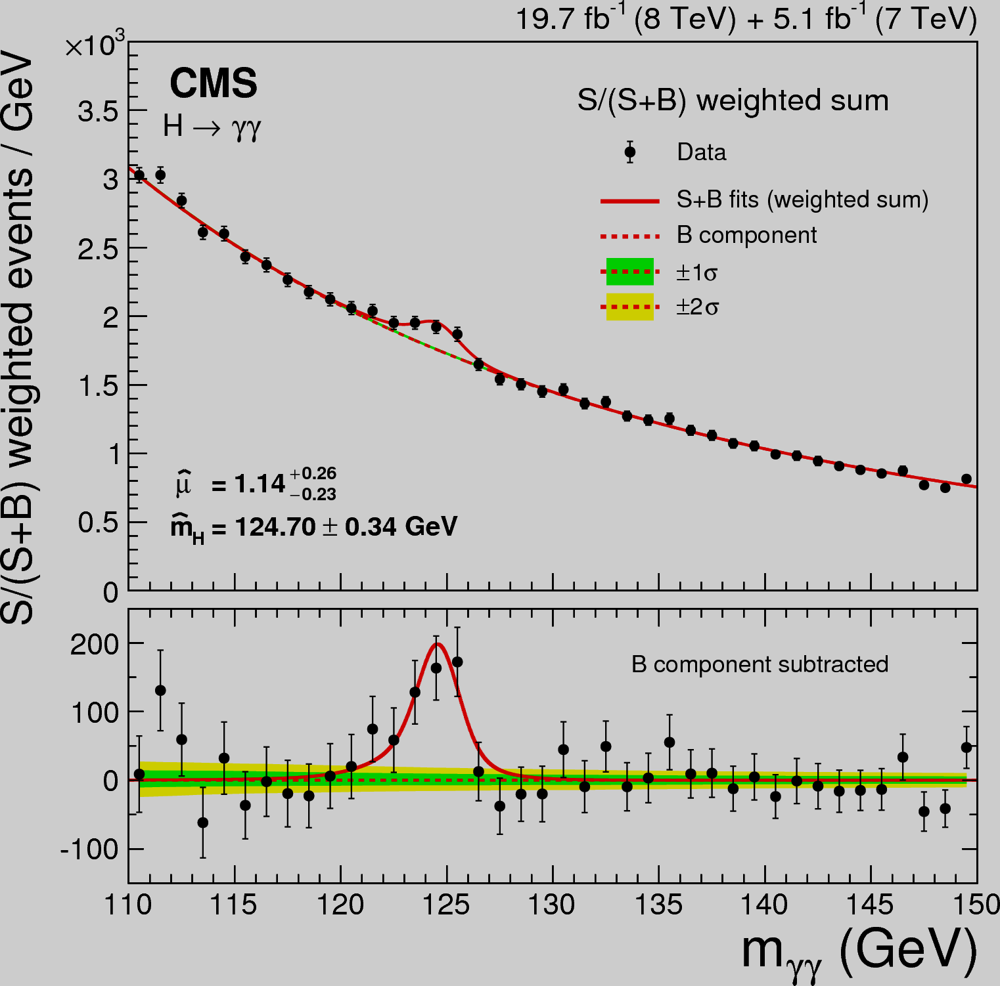 19.7 fb⁻¹ (8 TeV) + 5.1 fb⁻¹ (7 TeV)
×10³
S/(S+B) weighted events / GeV
CMS
H → γγ
S/(S+B) weighted sum
Data
S+B fits (weighted sum)
B component
±1σ
±2σ
3.5
3
2.5
2
1.5
1
0.5
0
μ̂ = 1.14 +0.26 −0.23
m̂_H = 124.70 ± 0.34 GeV
B component subtracted
200
100
0
-100
110 115 120 125 130 135 140 145 150
m_γγ (GeV)